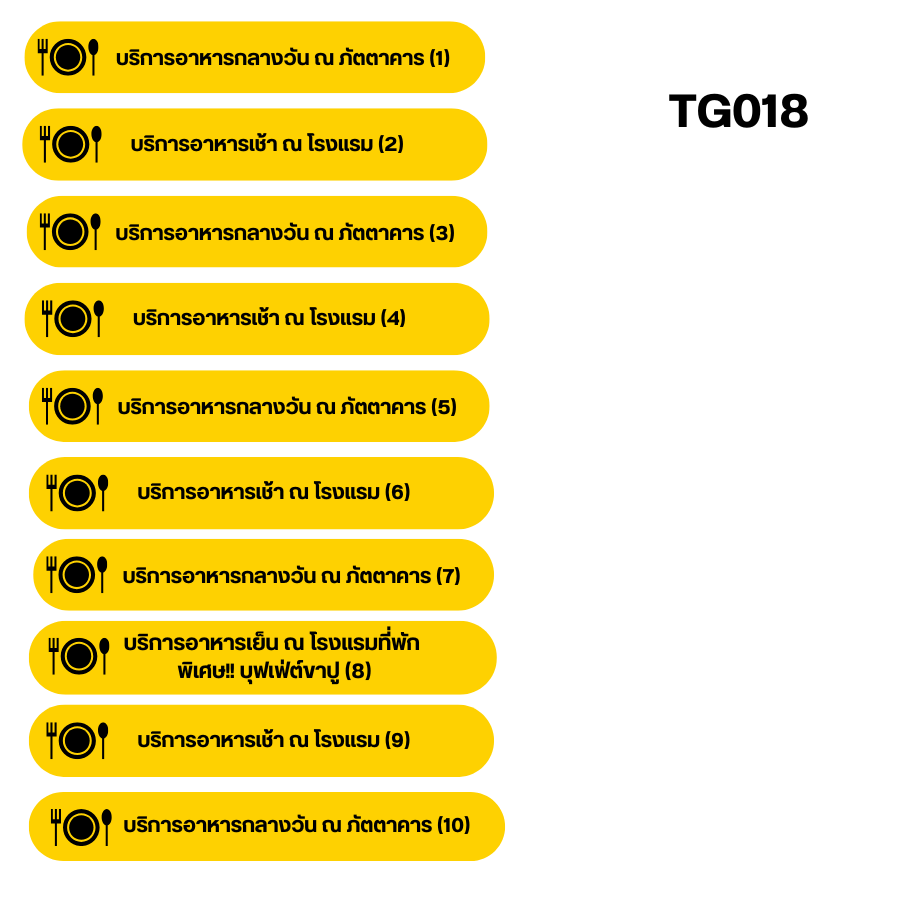 บริการอาหารกลางวัน ณ ภัตตาคาร (1)
TG018
บริการอาหารเช้า ณ โรงแรม (2)
บริการอาหารกลางวัน ณ ภัตตาคาร (3)
บริการอาหารเช้า ณ โรงแรม (4)
บริการอาหารกลางวัน ณ ภัตตาคาร (5)
บริการอาหารเช้า ณ โรงแรม (6)
บริการอาหารกลางวัน ณ ภัตตาคาร (7)
บริการอาหารเย็น ณ โรงแรมที่พัก
พิเศษ!! บุฟเฟ่ต์ขาปู (8)
บริการอาหารเช้า ณ โรงแรม (9)
บริการอาหารกลางวัน ณ ภัตตาคาร (10)